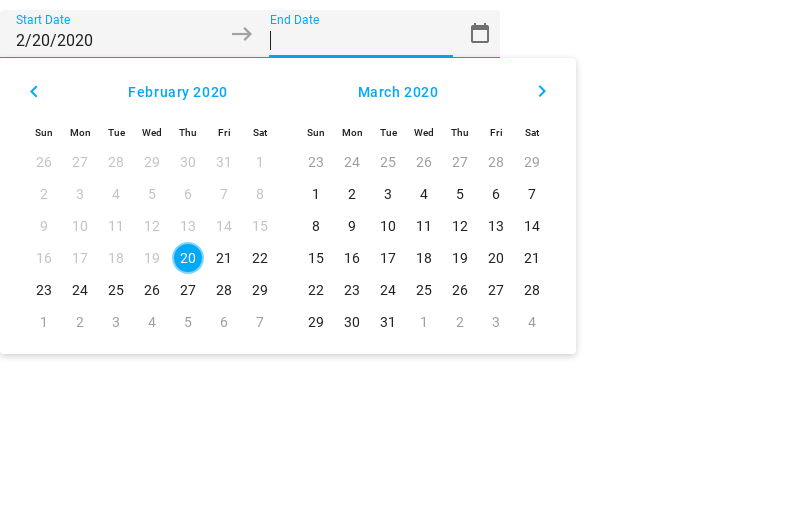 Start Date End Date
2/20/2020
February 2020 March 2020
Sun Mon Tue Wed Thu Fri Sat Sun Mon Tue Wed Thu Fri Sat
26 27 28 29 30 31 1 23 24 25 26 27 28 29
2 3 4 5 6 7 8 1 2 3 4 5 6 7
9 10 11 12 13 14 15 8 9 10 11 12 13 14
16 17 18 19 20 21 22 15 16 17 18 19 20 21
23 24 25 26 27 28 29 22 23 24 25 26 27 28
1 2 3 4 5 6 7 29 30 31 1 2 3 4